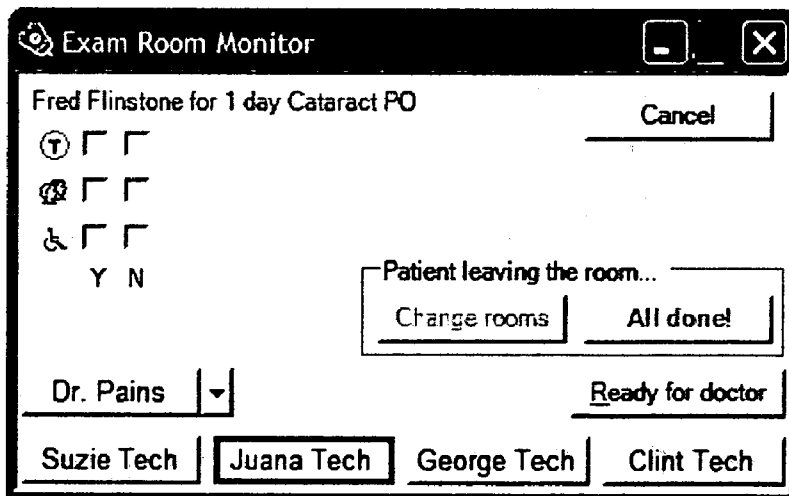 Exam Room Monitor
Fred Flinstone for 1 day Cataract PO
Cancel
T
Y N
Patient leaving the room...
Change rooms All done!
Dr. Pains
Ready for doctor
Suzie Tech Juana Tech George Tech Clint Tech